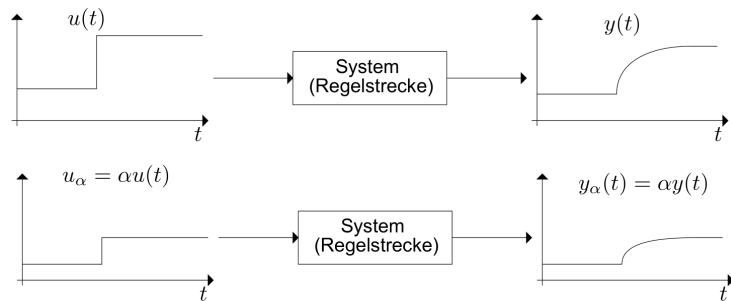 u(t)
y(t)
System
(Regelstrecke)
t
t
u_α = αu(t)
y_α(t) = αy(t)
System
(Regelstrecke)
t
t